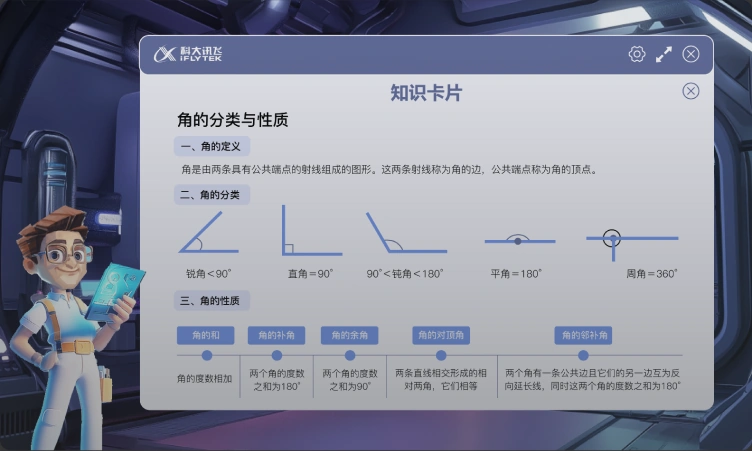 科大讯飞
iFLYTEK
知识卡片
角的分类与性质
一、角的定义
角是由两条具有公共端点的射线组成的图形。这两条射线称为角的边，公共端点称为角的顶点。
二、角的分类
锐角＜90° 直角＝90° 90°＜钝角＜180° 平角＝180° 周角＝360°
三、角的性质
角的和 角的补角 角的余角 角的对顶角 角的邻补角
角的度数相加
两个角的度数
之和为180°
两个角的度数
之和为90°
两条直线相交形成的相
对两角，它们相等
两个角有一条公共边且它们的另一边互为反
向延长线，同时这两个角的度数之和为180°